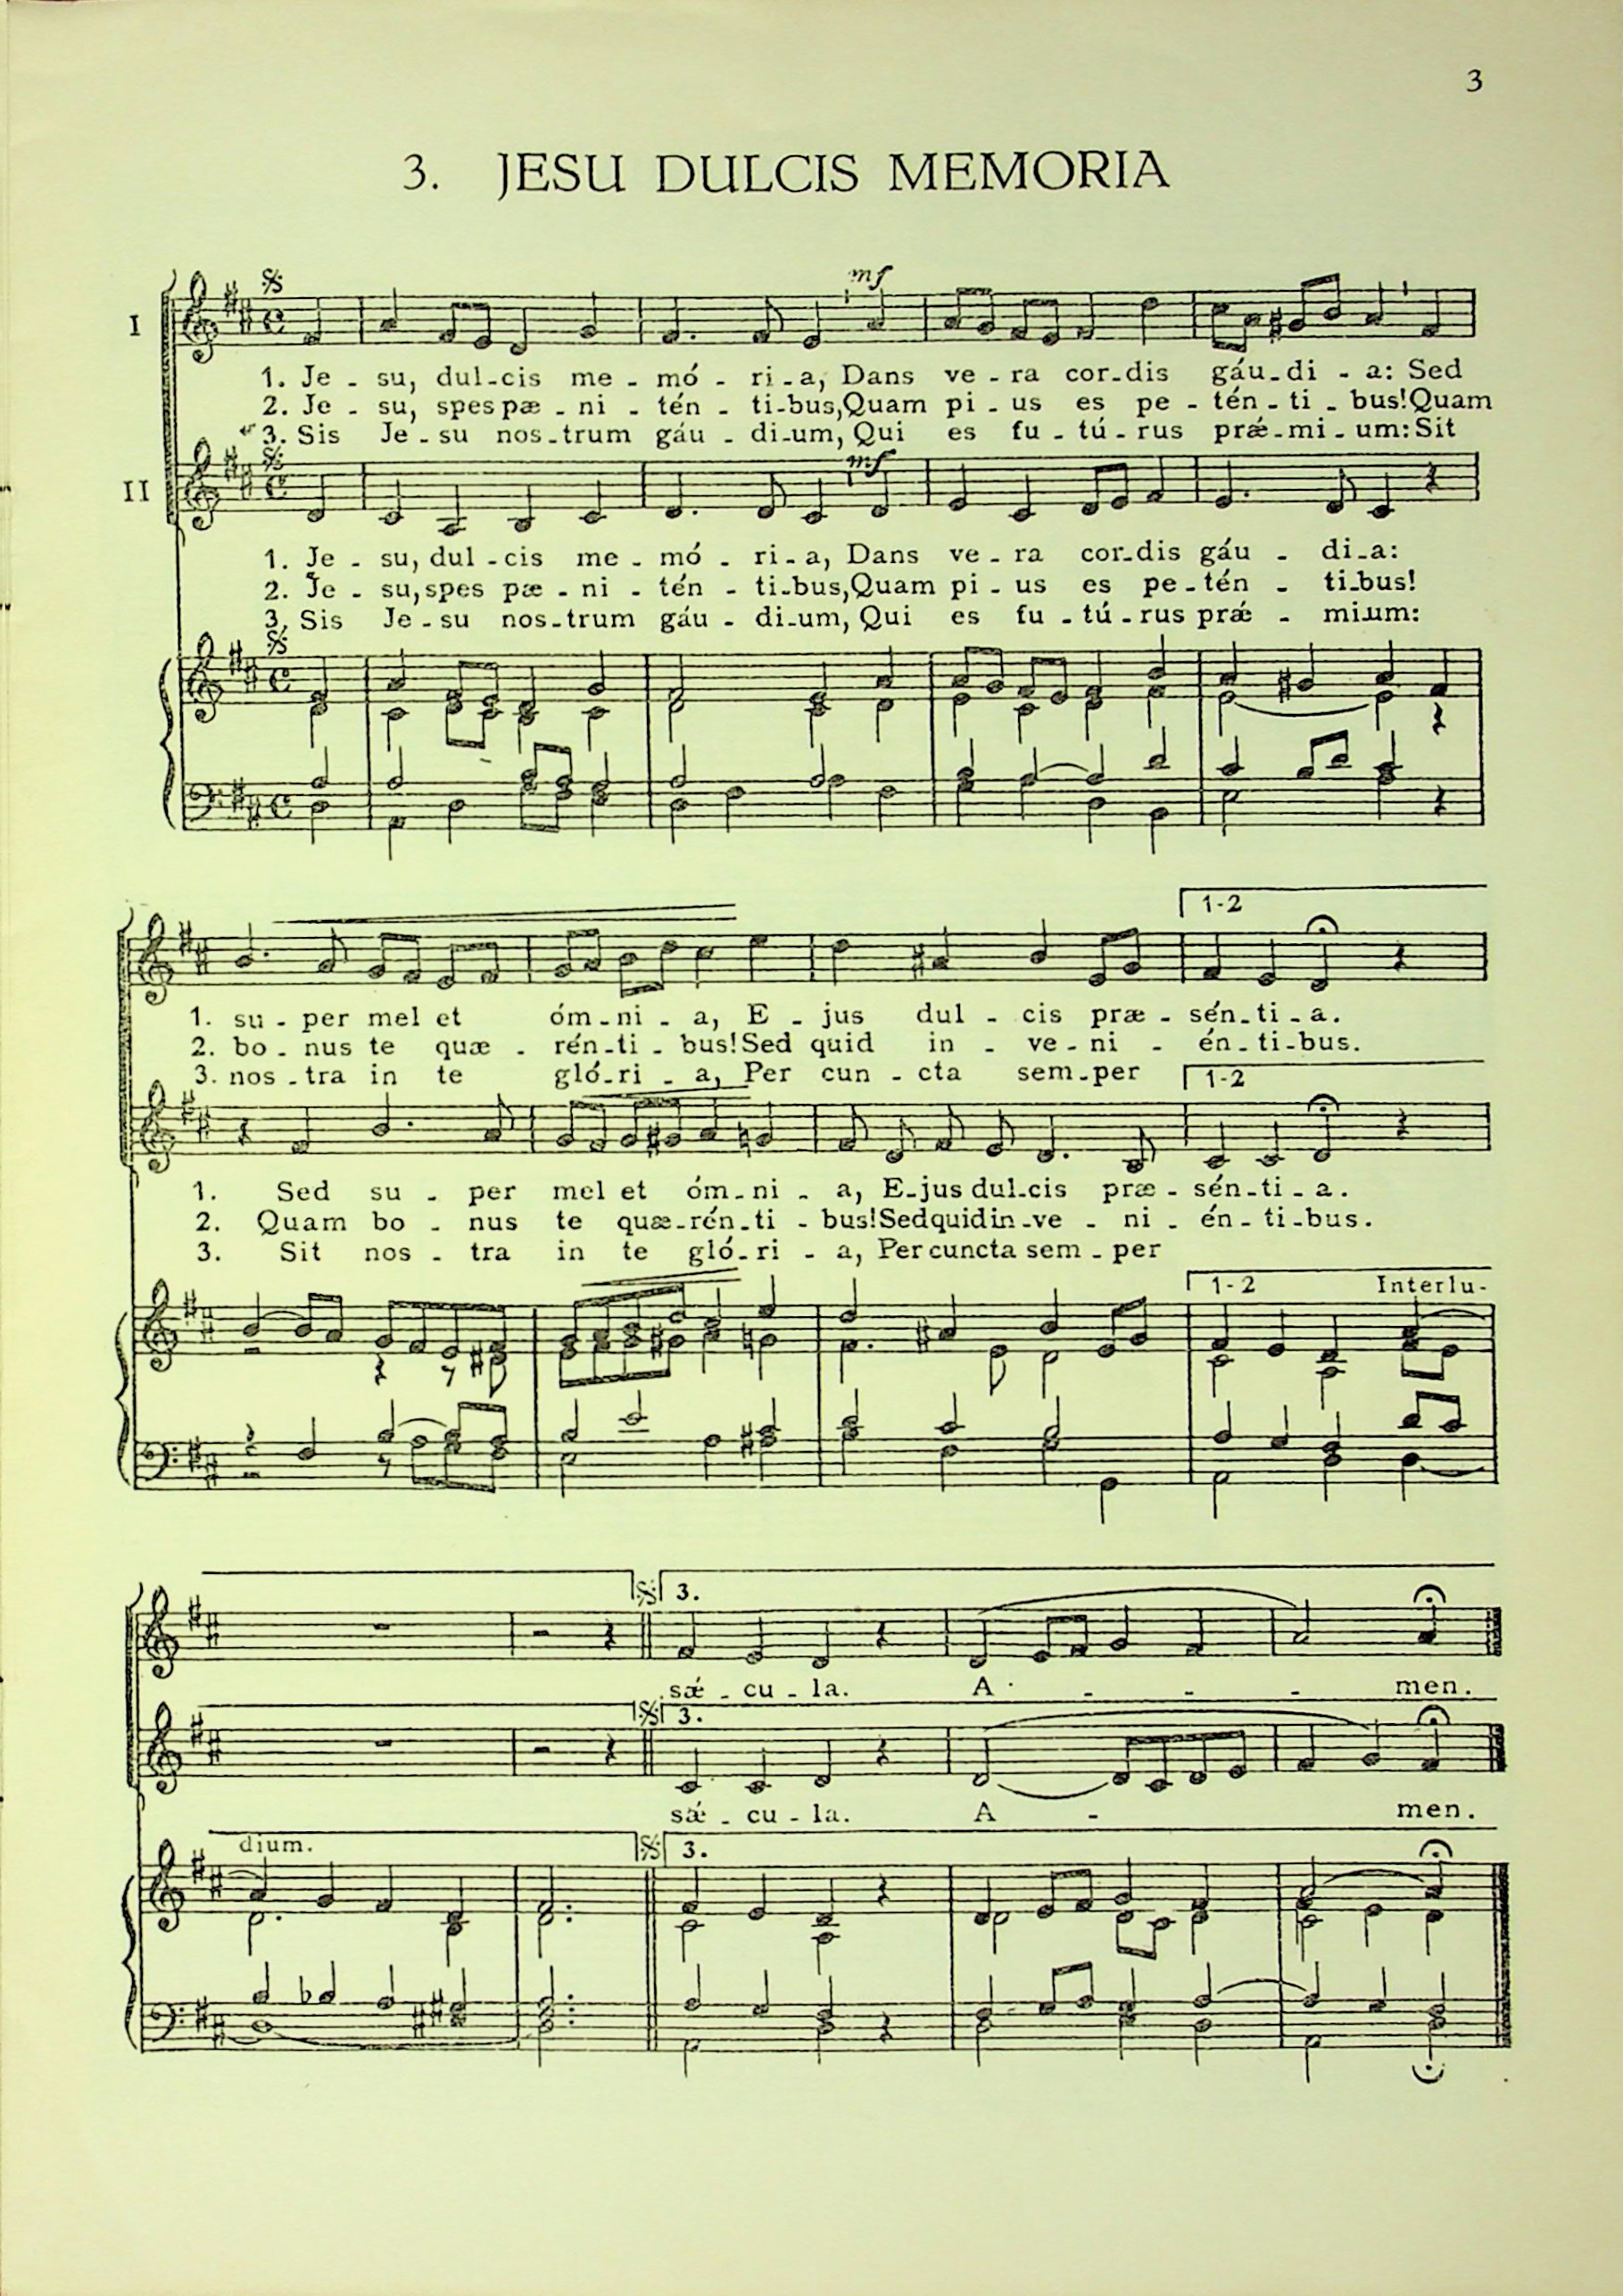 3
3. JESU DULCIS MEMORIA
mf
I
1. Je - su, dul-cis me - mó - ri - a, Dans ve - ra cor-dis gáu-di - a: Sed
2. Je - su, spes pæ - ni - tén - ti-bus, Quam pi - us es pe - tén - ti - bus! Quam
3. Sis Je - su nos-trum gáu - di-um, Qui es fu - tú - rus prǽ-mi - um: Sit
mf
II
1. Je - su, dul - cis me - mó - ri - a, Dans ve - ra cor-dis gáu - di-a:
2. Je - su, spes pæ - ni - tén - ti-bus, Quam pi - us es pe - tén - ti-bus!
3. Sis Je - su nos-trum gáu - di-um, Qui es fu - tú - rus prǽ - mi-um:
1-2
1. su - per mel et óm-ni - a, E - jus dul - cis præ - sén-ti - a.
2. bo - nus te quæ - rén-ti - bus! Sed quid in - ve - ni - én-ti-bus.
3. nos - tra in te gló-ri - a, Per cun - cta sem-per
1-2
1. Sed su - per mel et óm-ni - a, E-jus dul-cis præ - sén-ti - a.
2. Quam bo - nus te quæ-rén-ti - bus! Sed quid in-ve - ni - én-ti-bus.
3. Sit nos - tra in te gló-ri - a, Per cuncta sem - per
1-2 Interlu-
3.
sǽ - cu - la. A - - - - men.
3.
sǽ - cu - la. A - men.
dium. 3.